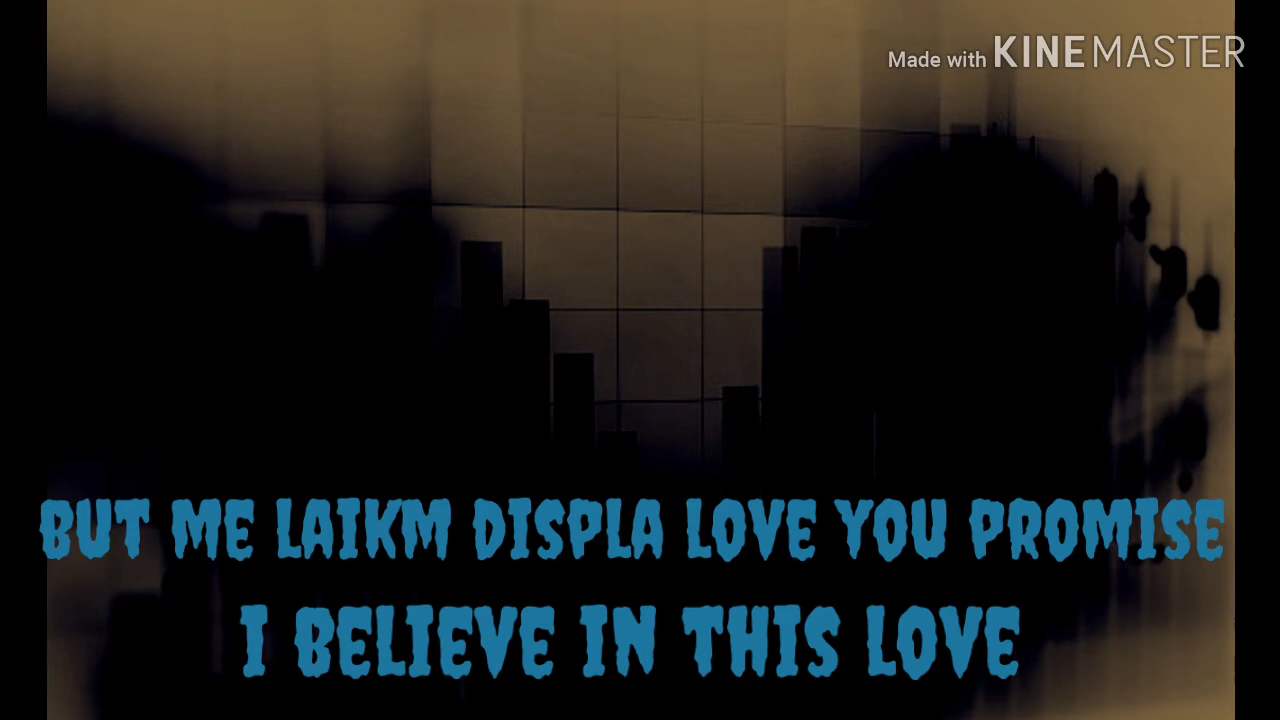 Made with KINEMASTER
BUT ME LAIKM DISPLA LOVE YOU PROMISE
I BELIEVE IN THIS LOVE